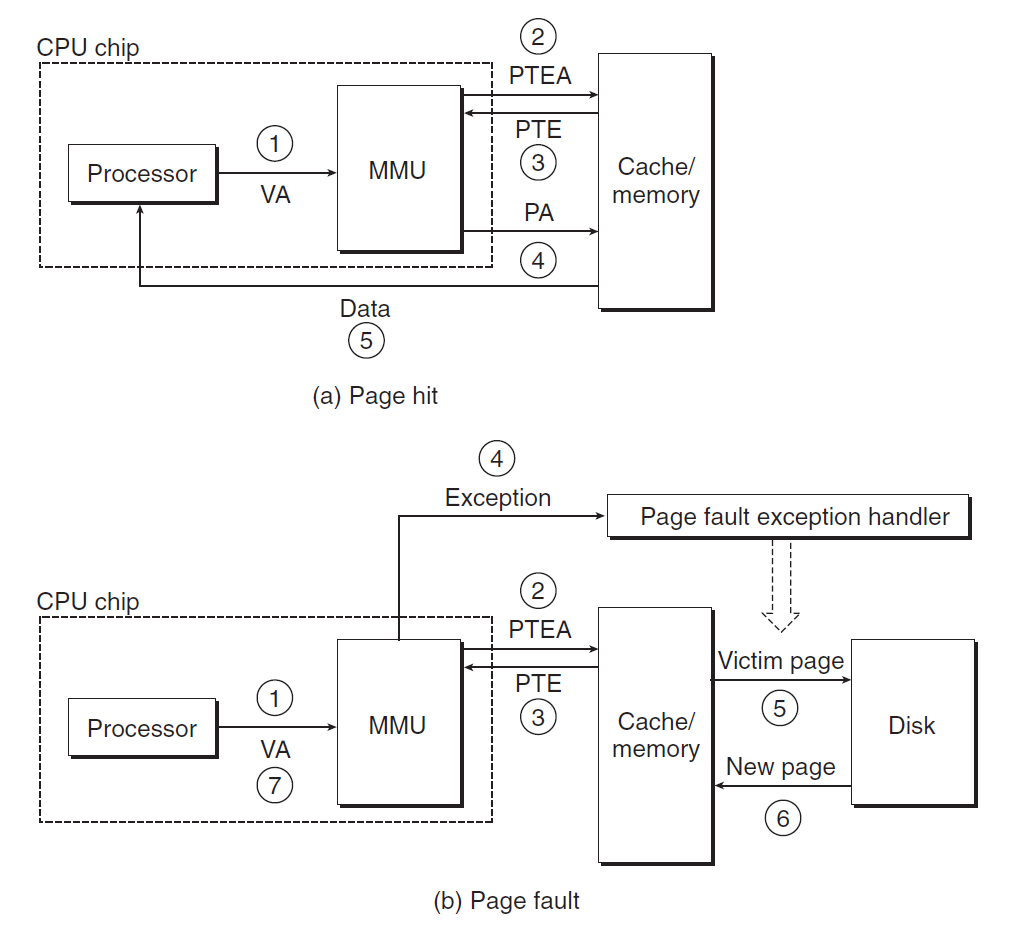 CPU chip
2
PTEA
1
PTE
Processor
MMU
3
Cache/
memory
VA
PA
4
Data
5
(a) Page hit
4
Exception
Page fault exception handler
CPU chip
2
PTEA
Victim page
1
PTE
5
Processor
MMU
3
Cache/
memory
Disk
VA
New page
7
6
(b) Page fault